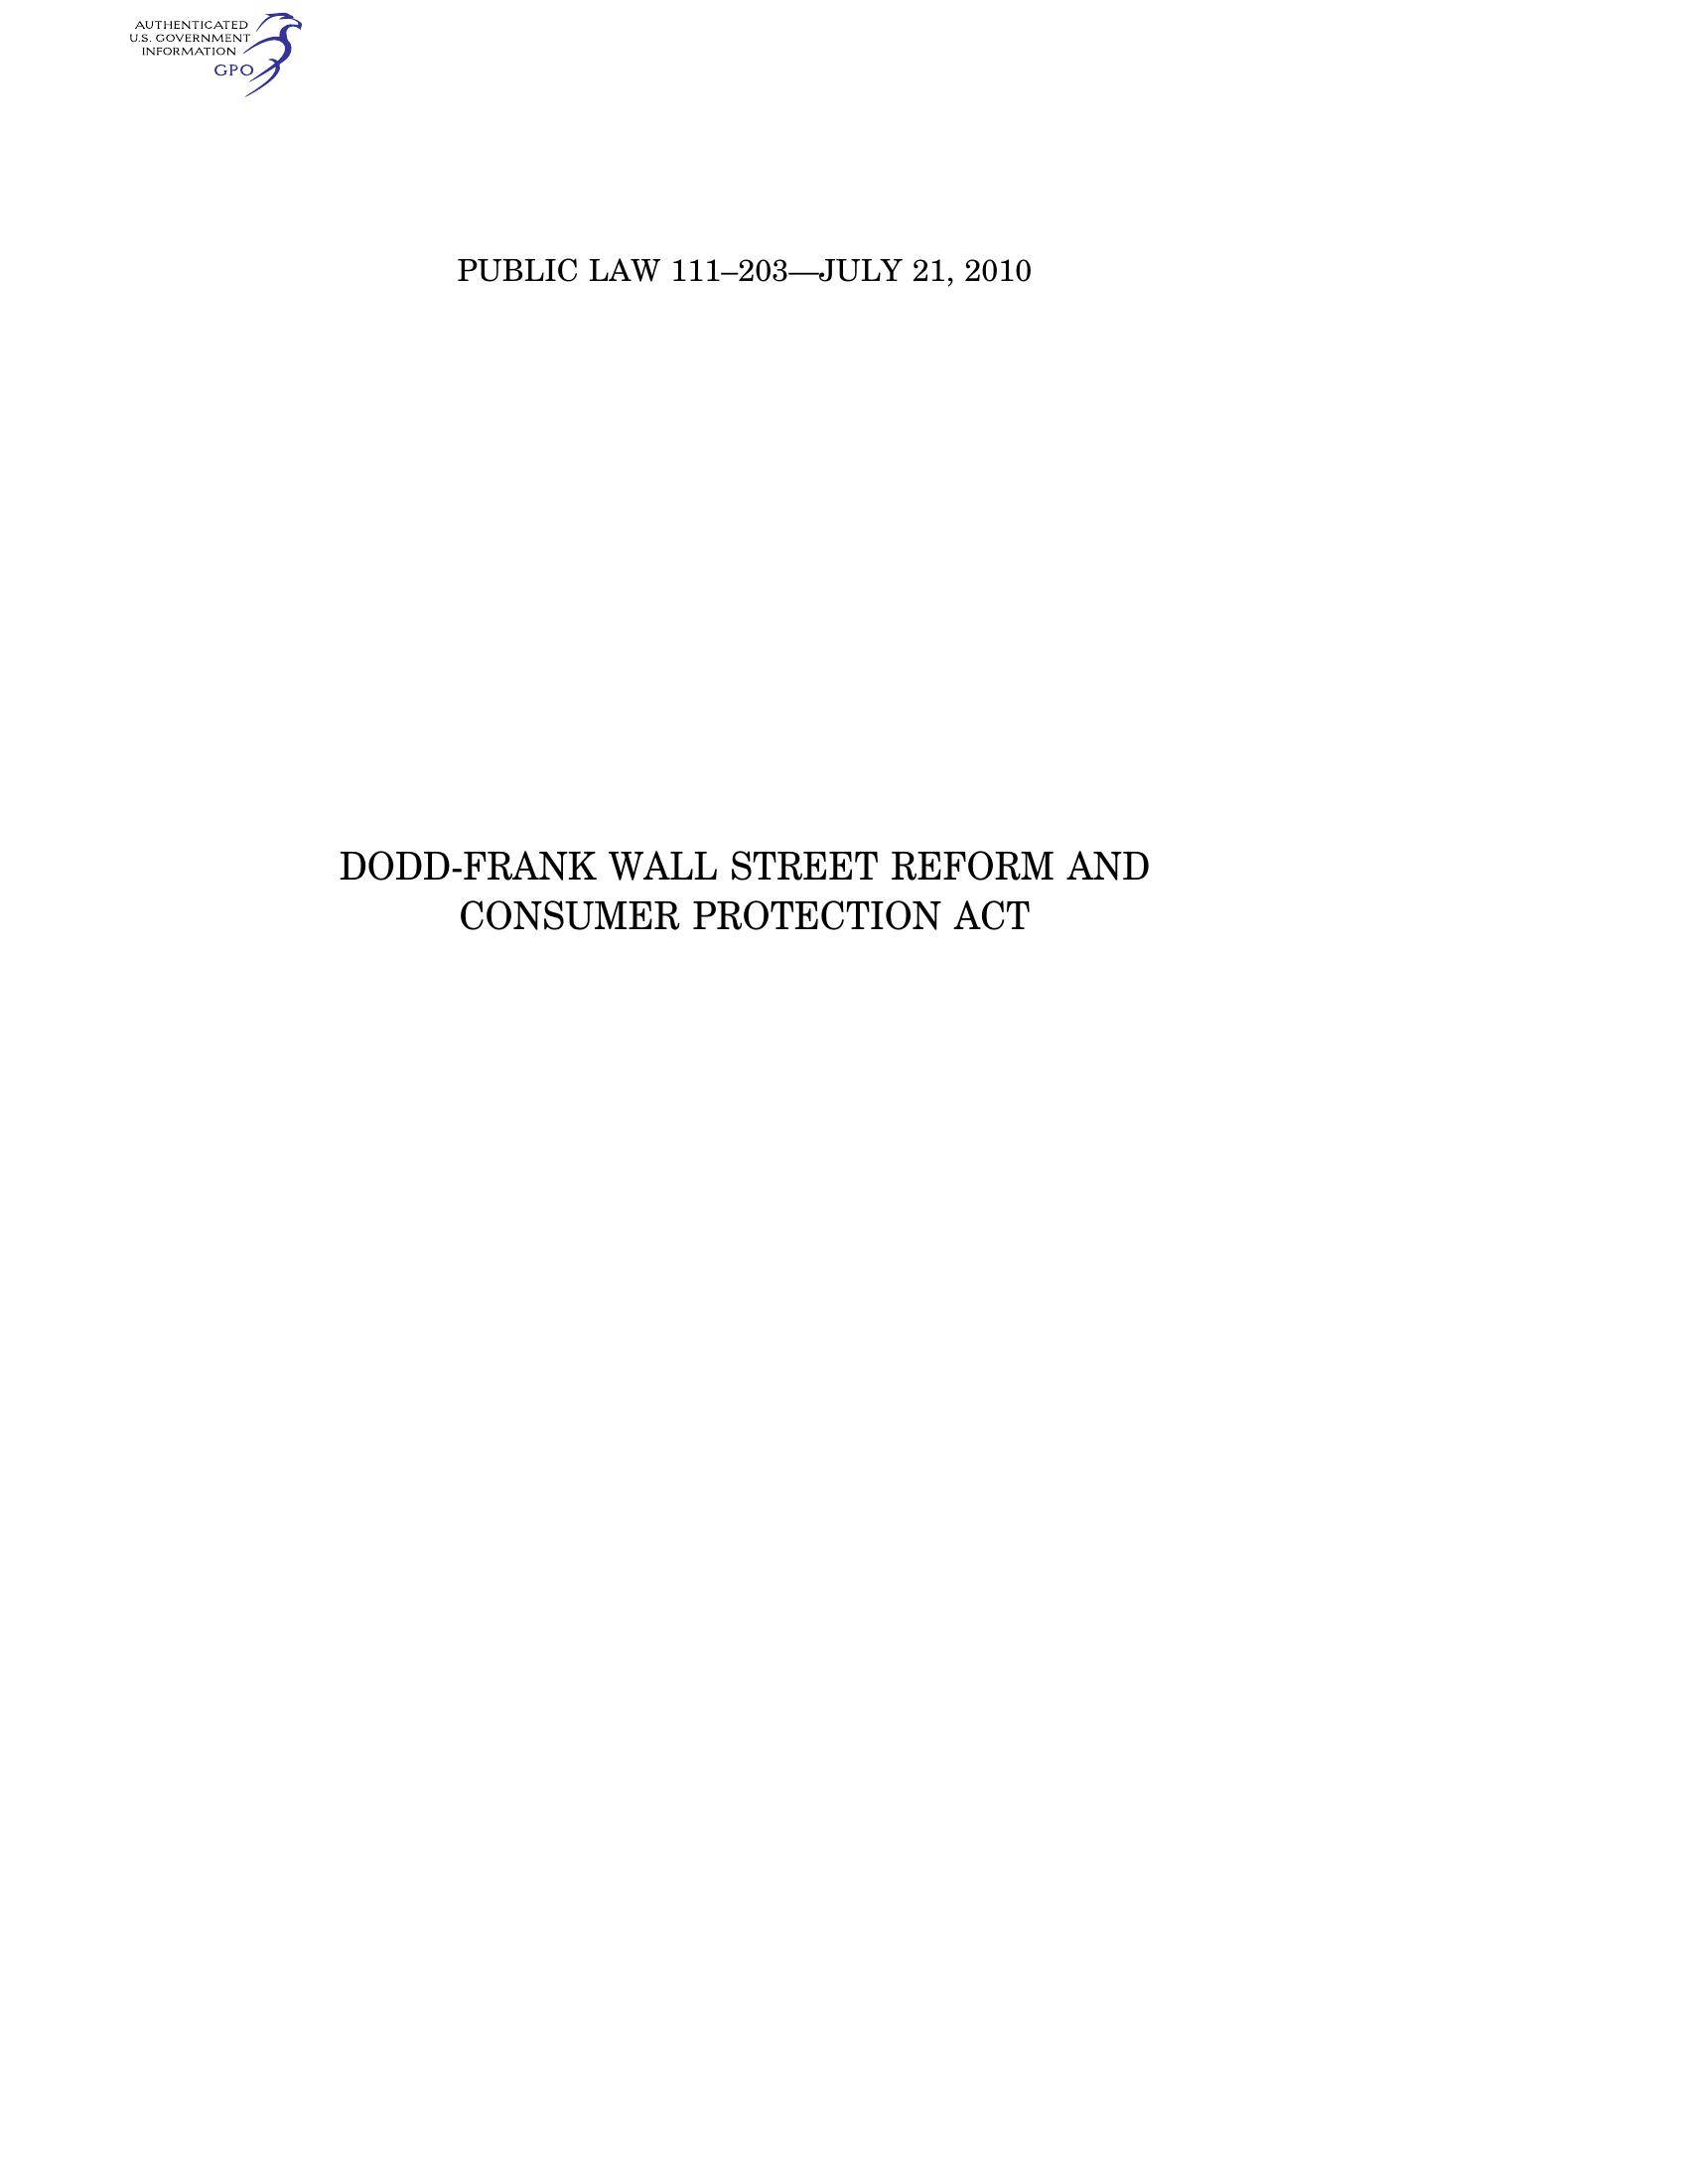 AUTHENTICATED
U.S. GOVERNMENT
INFORMATION
GPO
PUBLIC LAW 111–203—JULY 21, 2010
DODD-FRANK WALL STREET REFORM AND
CONSUMER PROTECTION ACT